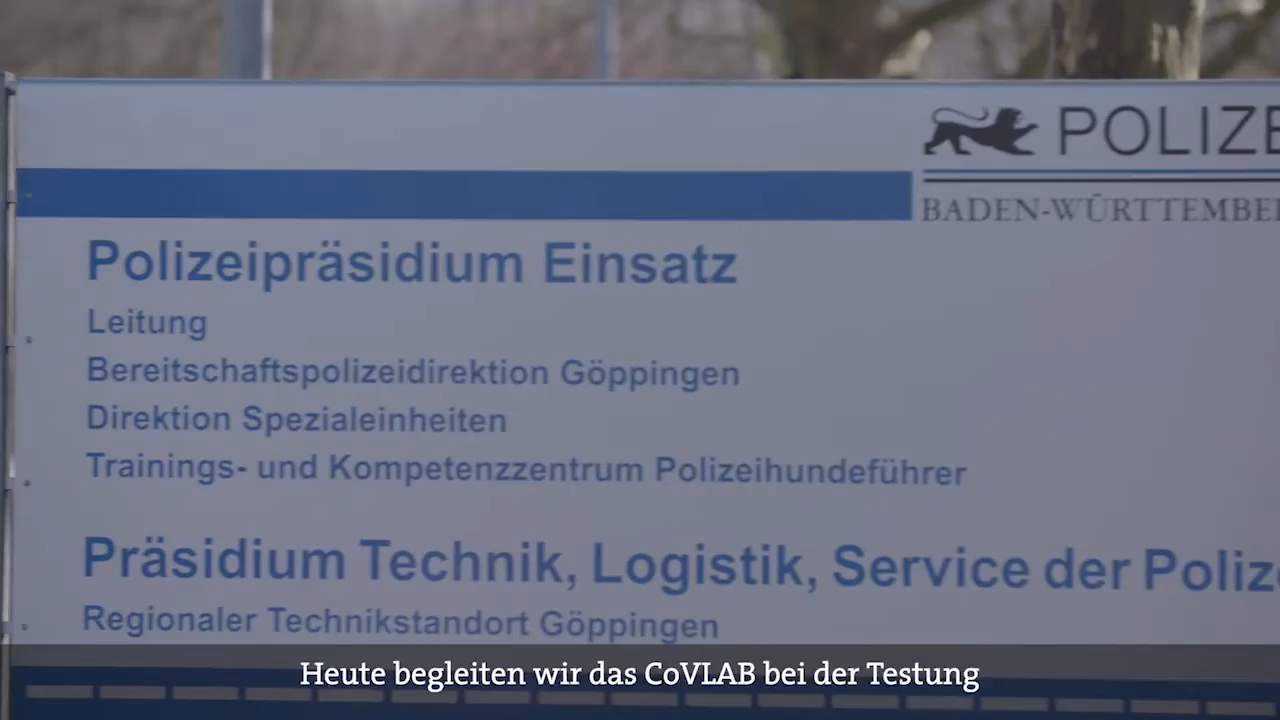 POLIZE
BADEN-WÜRTTEMBE
Polizeipräsidium Einsatz
Leitung
Bereitschaftspolizeidirektion Göppingen
Direktion Spezialeinheiten
Trainings- und Kompetenzzentrum Polizeihundeführer
Präsidium Technik, Logistik, Service der Polize
Regionaler Technikstandort Göppingen
Heute begleiten wir das CoVLAB bei der Testung